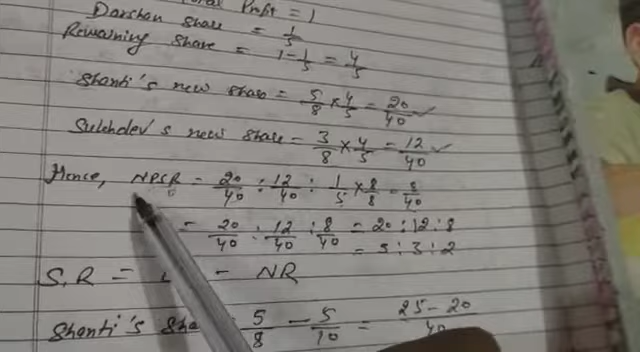 Total Profit = 1
Darshan share = 1/5
Remaining share = 1 - 1/5 = 4/5
Shanti's new share = 5/8 × 4/5 = 20/40 ✓
Sukhdev's new share = 3/8 × 4/5 = 12/40 ✓
Hence, NPSR = 20/40 : 12/40 : 1/5 × 8/8 = 8/40
= 20/40 : 12/40 : 8/40 = 20 : 12 : 8
= 5 : 3 : 2
S.R = - NR
Shanti's 5/8 - 5/10 = 25 - 20/40